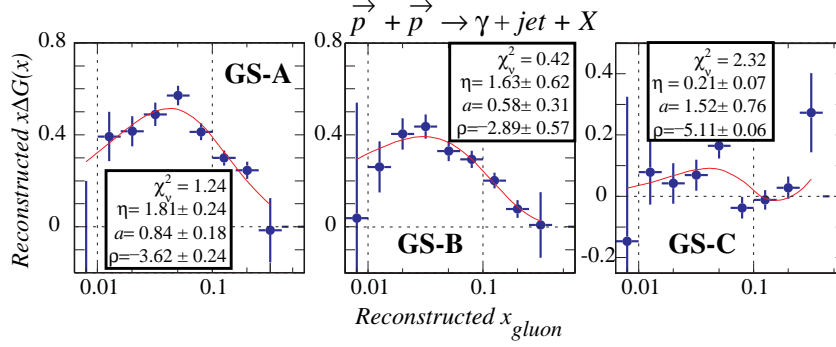 p⃗ + p⃗ → γ + jet + X
Reconstructed xΔG(x)
0.8
0.4
0
GS-A
χ²ᵥ = 1.24
η= 1.81± 0.24
a= 0.84 ± 0.18
ρ=−3.62 ± 0.24
0.01
0.1
0.8
0.4
0
χ²ᵥ = 0.42
η= 1.63± 0.62
a= 0.58± 0.31
ρ=−2.89± 0.57
GS-B
0.01
0.1
0.4
0.2
0
-0.2
χ²ᵥ = 2.32
η = 0.21± 0.07
a= 1.52± 0.76
ρ=−5.11± 0.06
GS-C
0.01
0.1
Reconstructed x_gluon